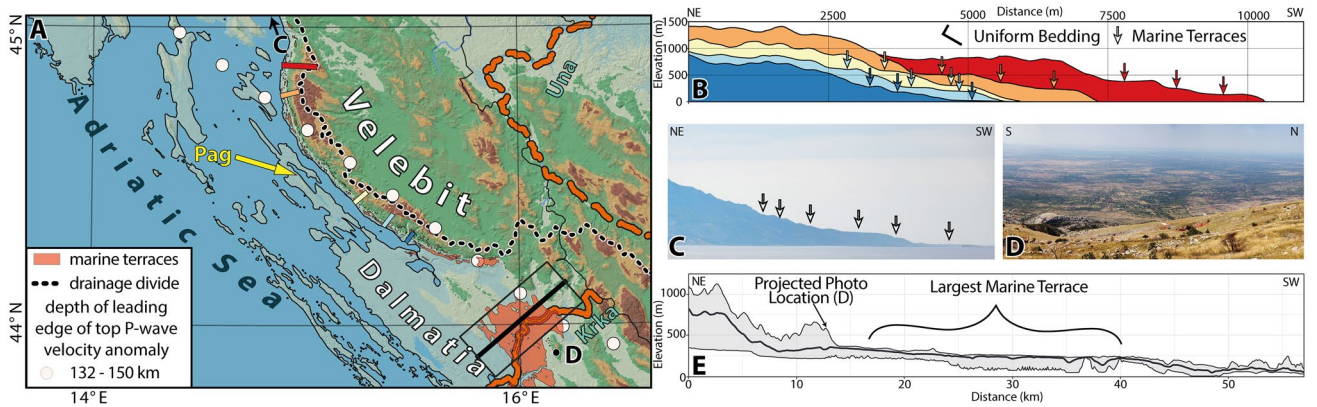 A
45°N
44°N
14°E
16°E
C
Una
Velebit
Pag
Adriatic Sea
Dalmatia
Krka
D
marine terraces
drainage divide
depth of leading
edge of top P-wave
velocity anomaly
132 - 150 km
NE
2500
Distance (m)
5000
7500
10000
SW
Elevation (m)
1500
1000
500
0
Uniform Bedding
Marine Terraces
B
NE
SW
C
S
N
D
Elevation (m)
1000
500
0
NE
Projected Photo
Location (D)
Largest Marine Terrace
SW
E
0
10
20
30
40
50
Distance (km)